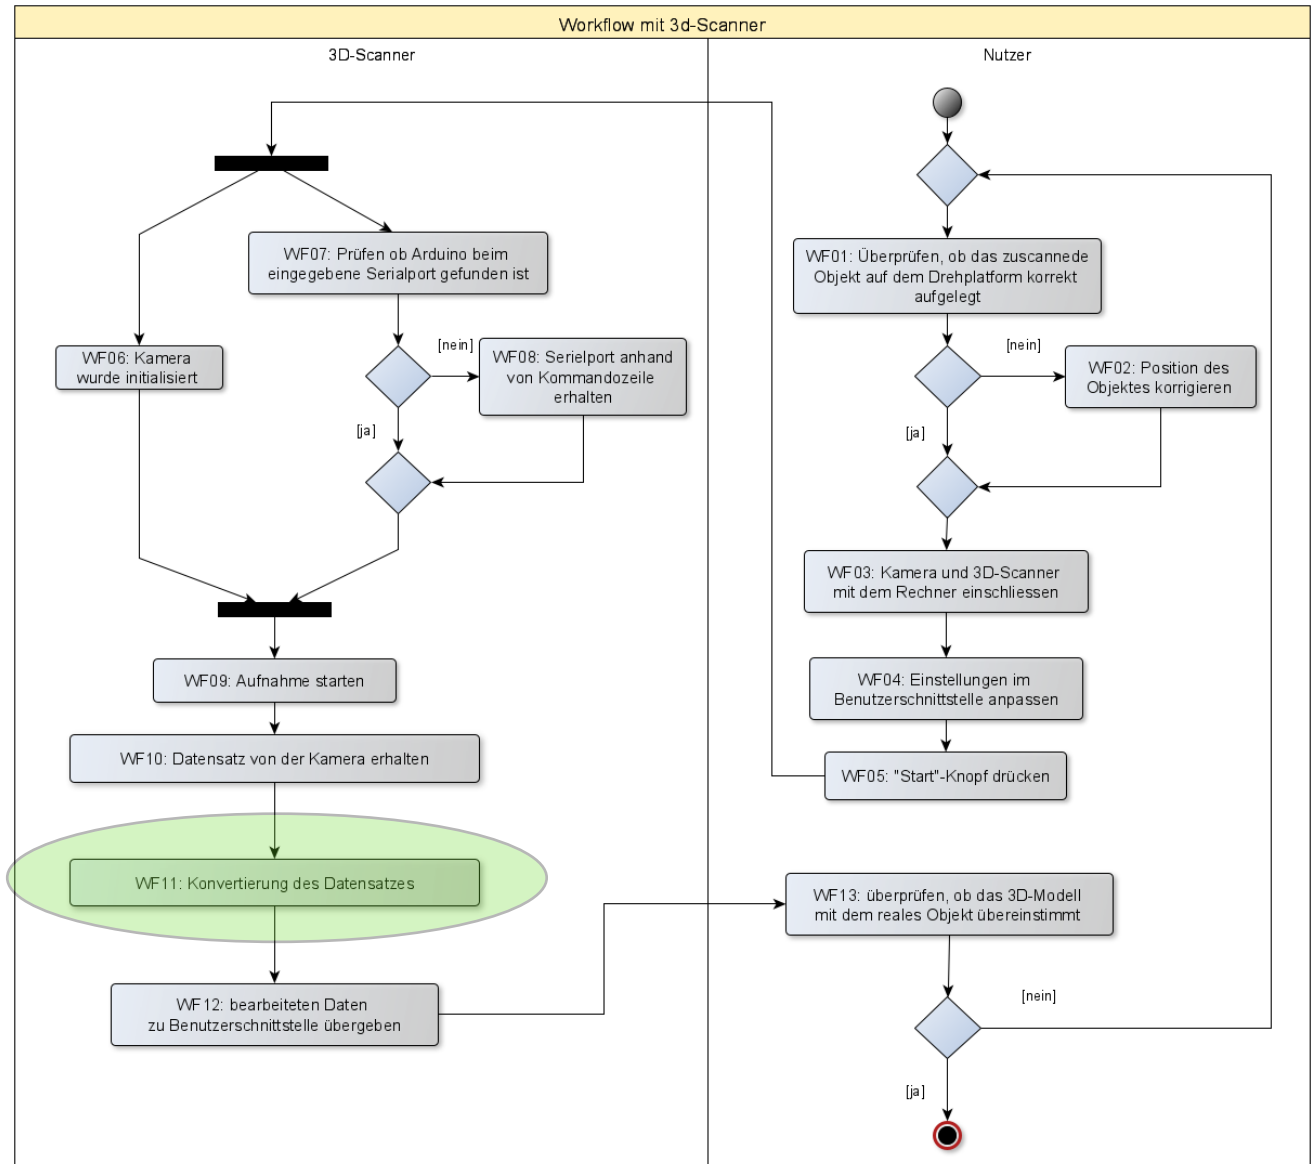 Workflow mit 3d-Scanner
3D-Scanner
Nutzer
WF07: Prüfen ob Arduino beim
eingegebene Serialport gefunden ist
WF06: Kamera
wurde initialisiert
[nein]
WF08: Serielport anhand
von Kommandozeile
erhalten
[ja]
WF09: Aufnahme starten
WF10: Datensatz von der Kamera erhalten
WF11: Konvertierung des Datensatzes
WF12: bearbeiteten Daten
zu Benutzerschnittstelle übergeben
WF01: Überprüfen, ob das zuscannede
Objekt auf dem Drehplatform korrekt
aufgelegt
[nein]
WF02: Position des
Objektes korrigieren
[ja]
WF03: Kamera und 3D-Scanner
mit dem Rechner einschliessen
WF04: Einstellungen im
Benutzerschnittstelle anpassen
WF05: "Start"-Knopf drücken
WF13: überprüfen, ob das 3D-Modell
mit dem reales Objekt übereinstimmt
[nein]
[ja]